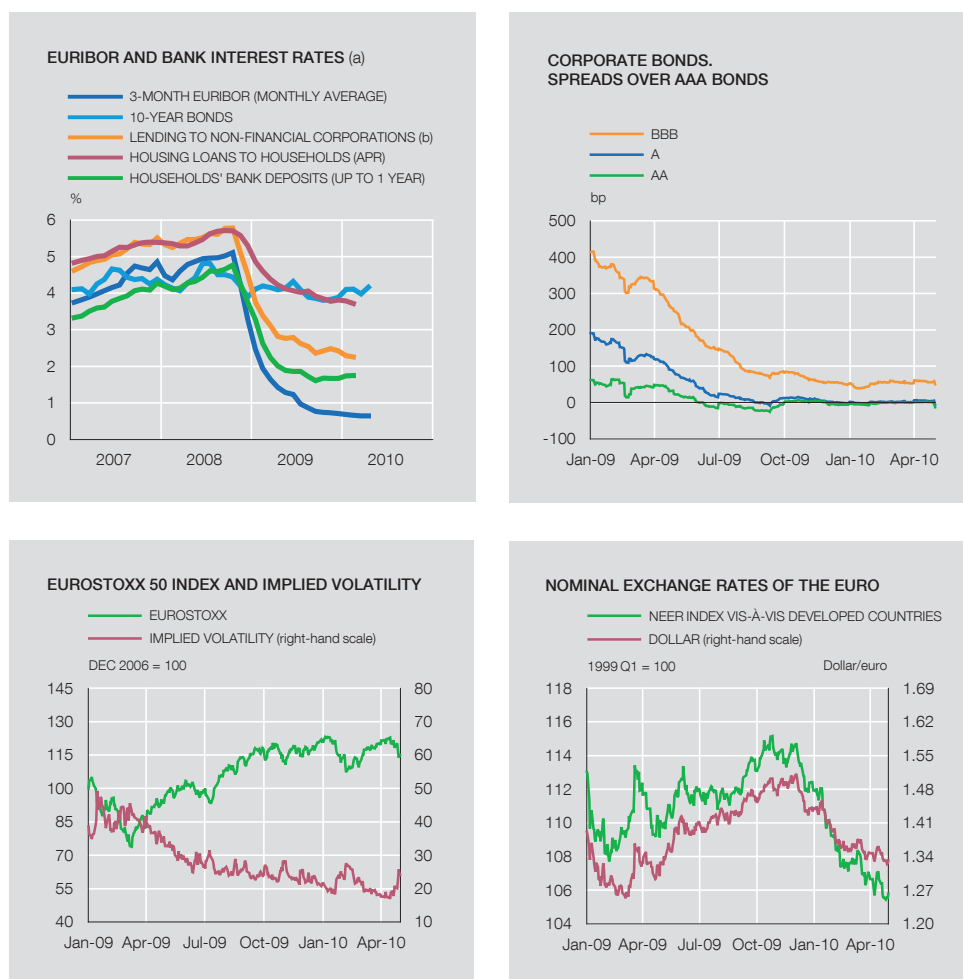 EURIBOR AND BANK INTEREST RATES (a)
3-MONTH EURIBOR (MONTHLY AVERAGE)
10-YEAR BONDS
LENDING TO NON-FINANCIAL CORPORATIONS (b)
HOUSING LOANS TO HOUSEHOLDS (APR)
HOUSEHOLDS' BANK DEPOSITS (UP TO 1 YEAR)
%
6
5
4
3
2
1
0
2007 2008 2009 2010
CORPORATE BONDS.
SPREADS OVER AAA BONDS
BBB
A
AA
bp
500
400
300
200
100
0
-100
Jan-09 Apr-09 Jul-09 Oct-09 Jan-10 Apr-10
EUROSTOXX 50 INDEX AND IMPLIED VOLATILITY
EUROSTOXX
IMPLIED VOLATILITY (right-hand scale)
DEC 2006 = 100
145 80
130 70
115 60
100 50
85 40
70 30
55 20
40 10
Jan-09 Apr-09 Jul-09 Oct-09 Jan-10 Apr-10
NOMINAL EXCHANGE RATES OF THE EURO
NEER INDEX VIS-À-VIS DEVELOPED COUNTRIES
DOLLAR (right-hand scale)
1999 Q1 = 100 Dollar/euro
118 1.69
116 1.62
114 1.55
112 1.48
110 1.41
108 1.34
106 1.27
104 1.20
Jan-09 Apr-09 Jul-09 Oct-09 Jan-10 Apr-10